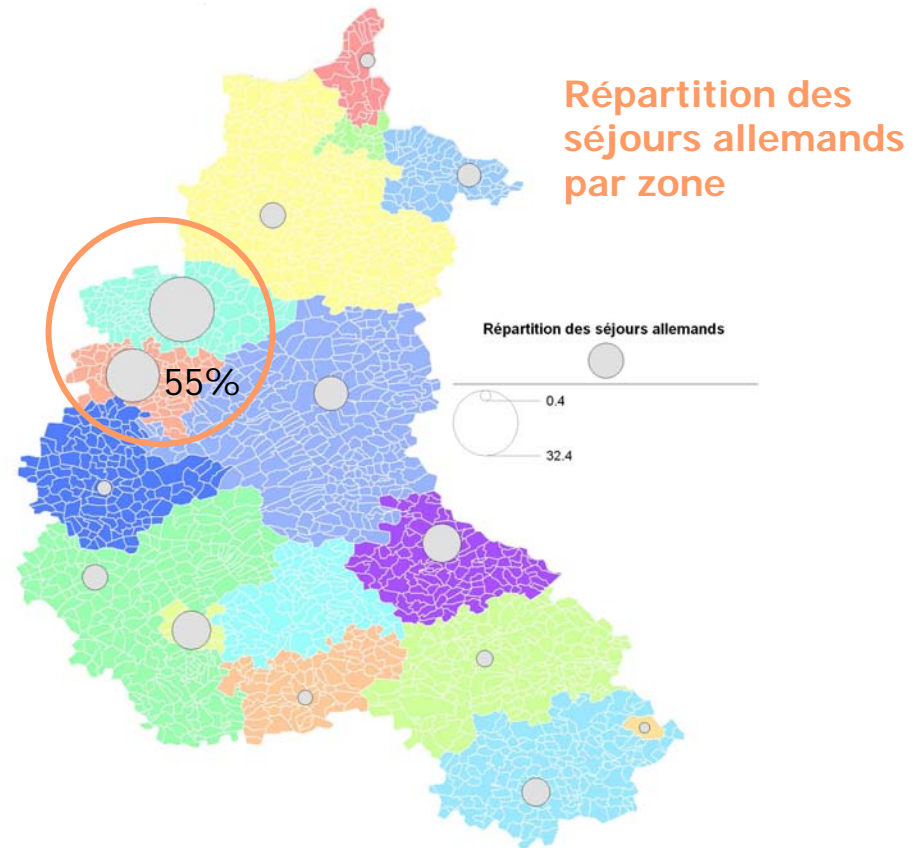 Répartition des
séjours allemands
par zone
55%
Répartition des séjours allemands
0.4
32.4